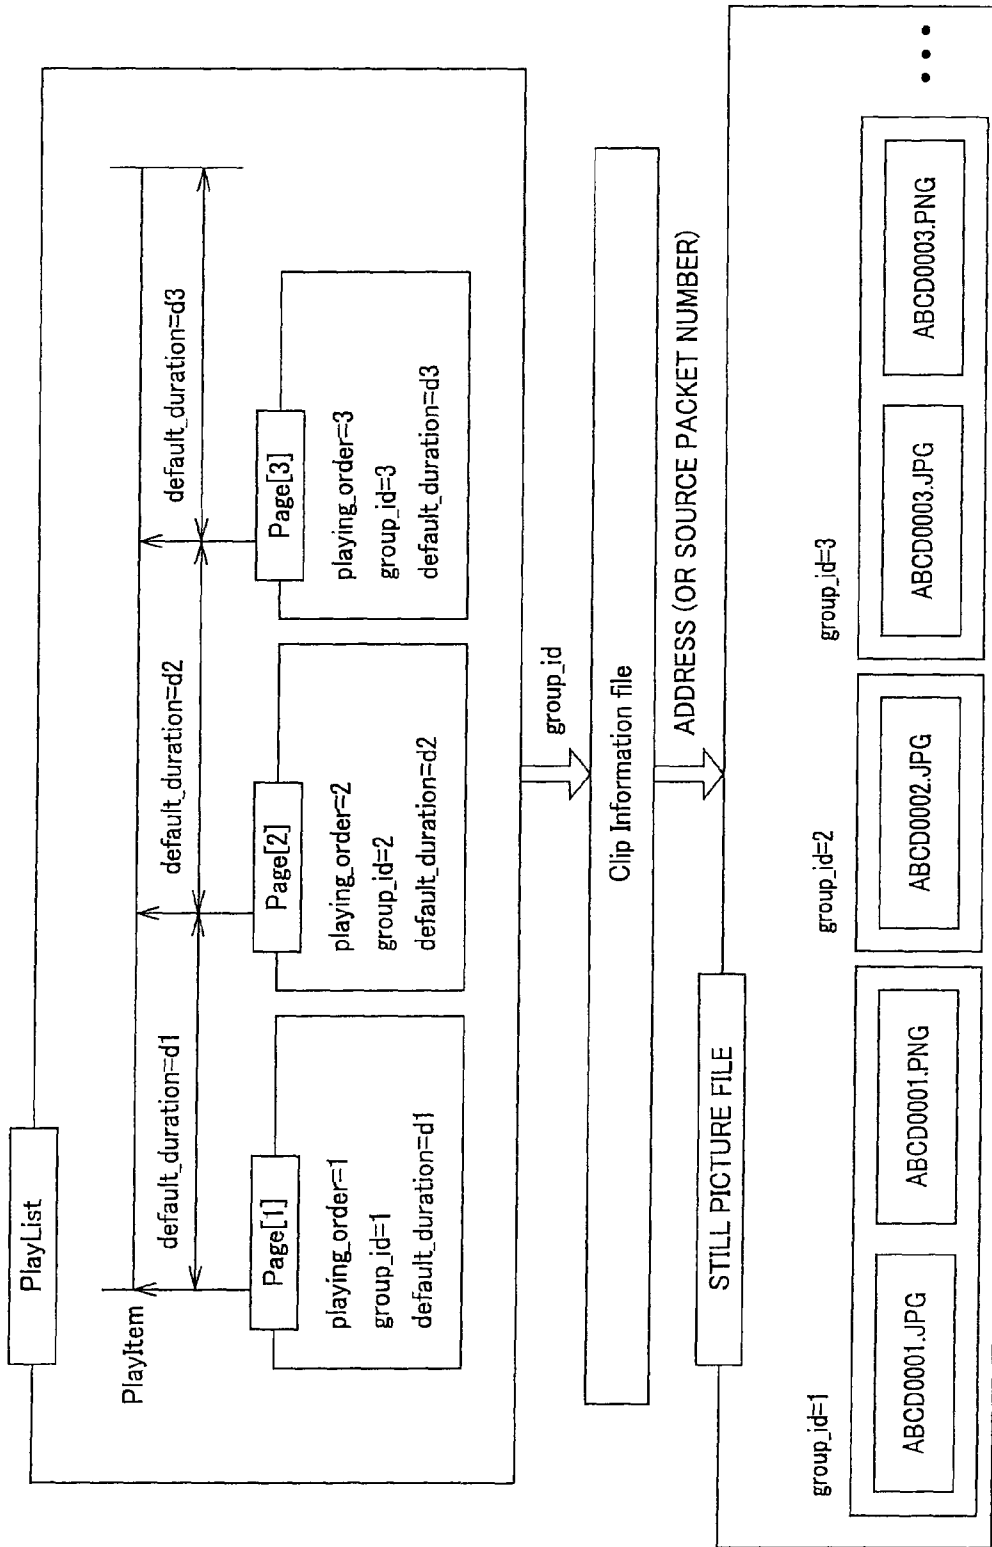 PlayList
PlayItem
default_duration=d1
default_duration=d2
default_duration=d3
Page[1]
playing_order=1
group_id=1
default_duration=d1
Page[2]
playing_order=2
group_id=2
default_duration=d2
Page[3]
playing_order=3
group_id=3
default_duration=d3
group_id
Clip Information file
ADDRESS (OR SOURCE PACKET NUMBER)
STILL PICTURE FILE
group_id=1
ABCD0001.JPG
ABCD0001.PNG
group_id=2
ABCD0002.JPG
group_id=3
ABCD0003.JPG
ABCD0003.PNG
• • •